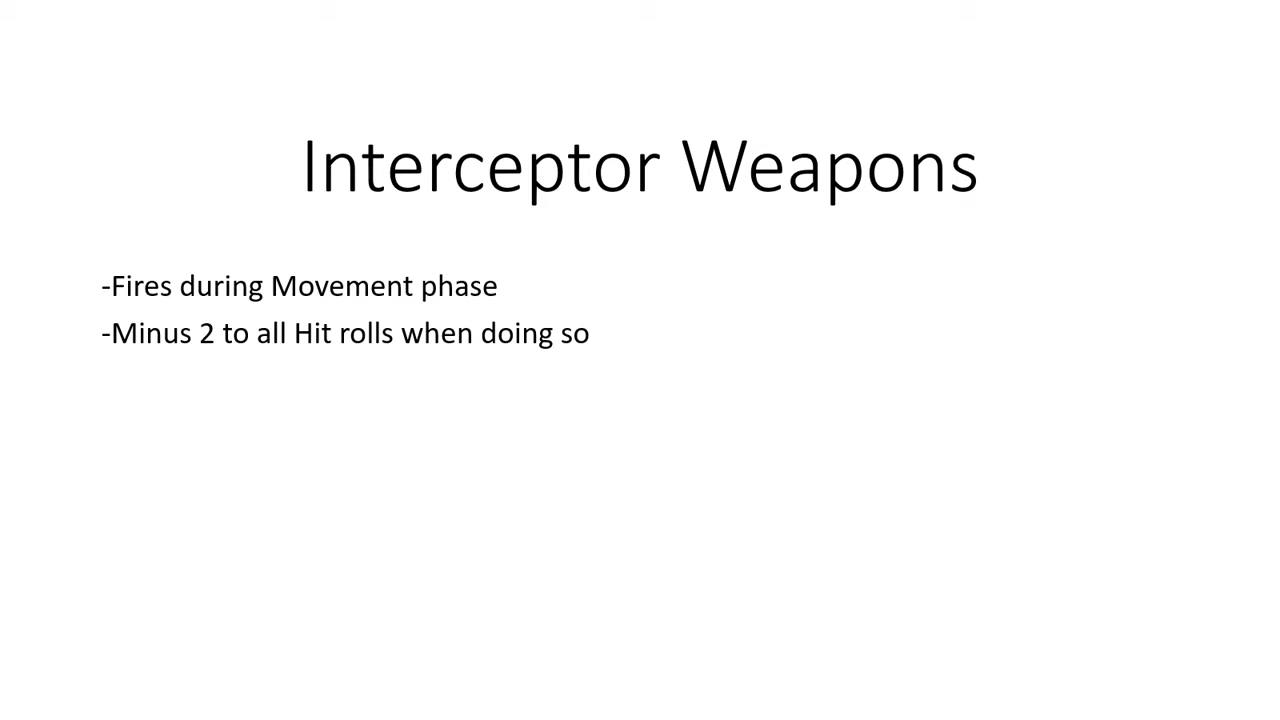 Interceptor Weapons
-Fires during Movement phase
-Minus 2 to all Hit rolls when doing so